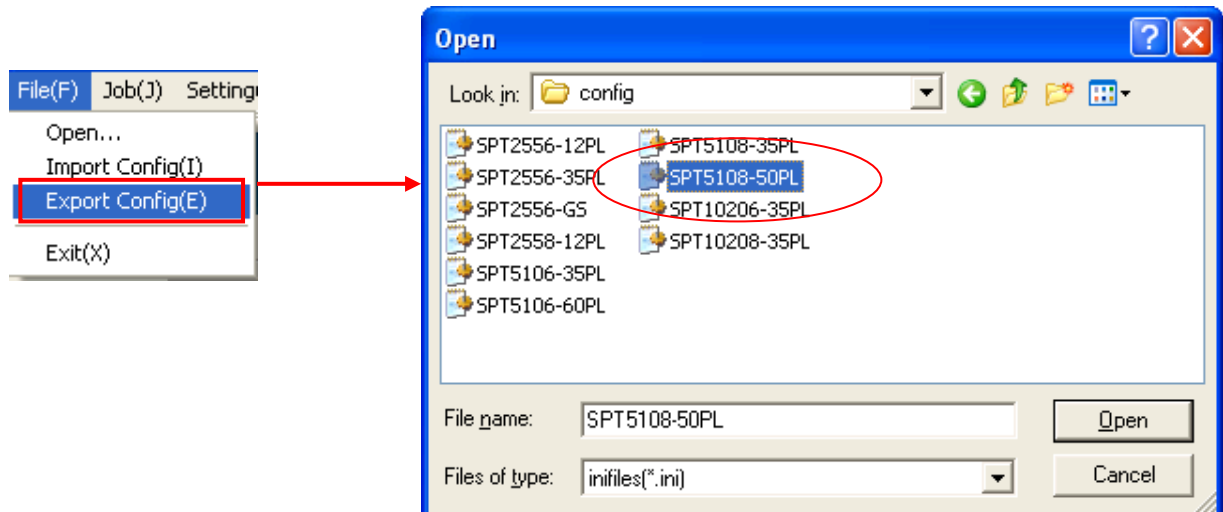 File(F) Job(J) Setting
Open...
Import Config(I)
Export Config(E)
Exit(X)
Open
Look in: config
SPT2556-12PL
SPT2556-35PL
SPT2556-GS
SPT2558-12PL
SPT5106-35PL
SPT5106-60PL
SPT5108-35PL
SPT5108-50PL
SPT10206-35PL
SPT10208-35PL
File name: SPT5108-50PL Open
Files of type: inifiles(*.ini) Cancel